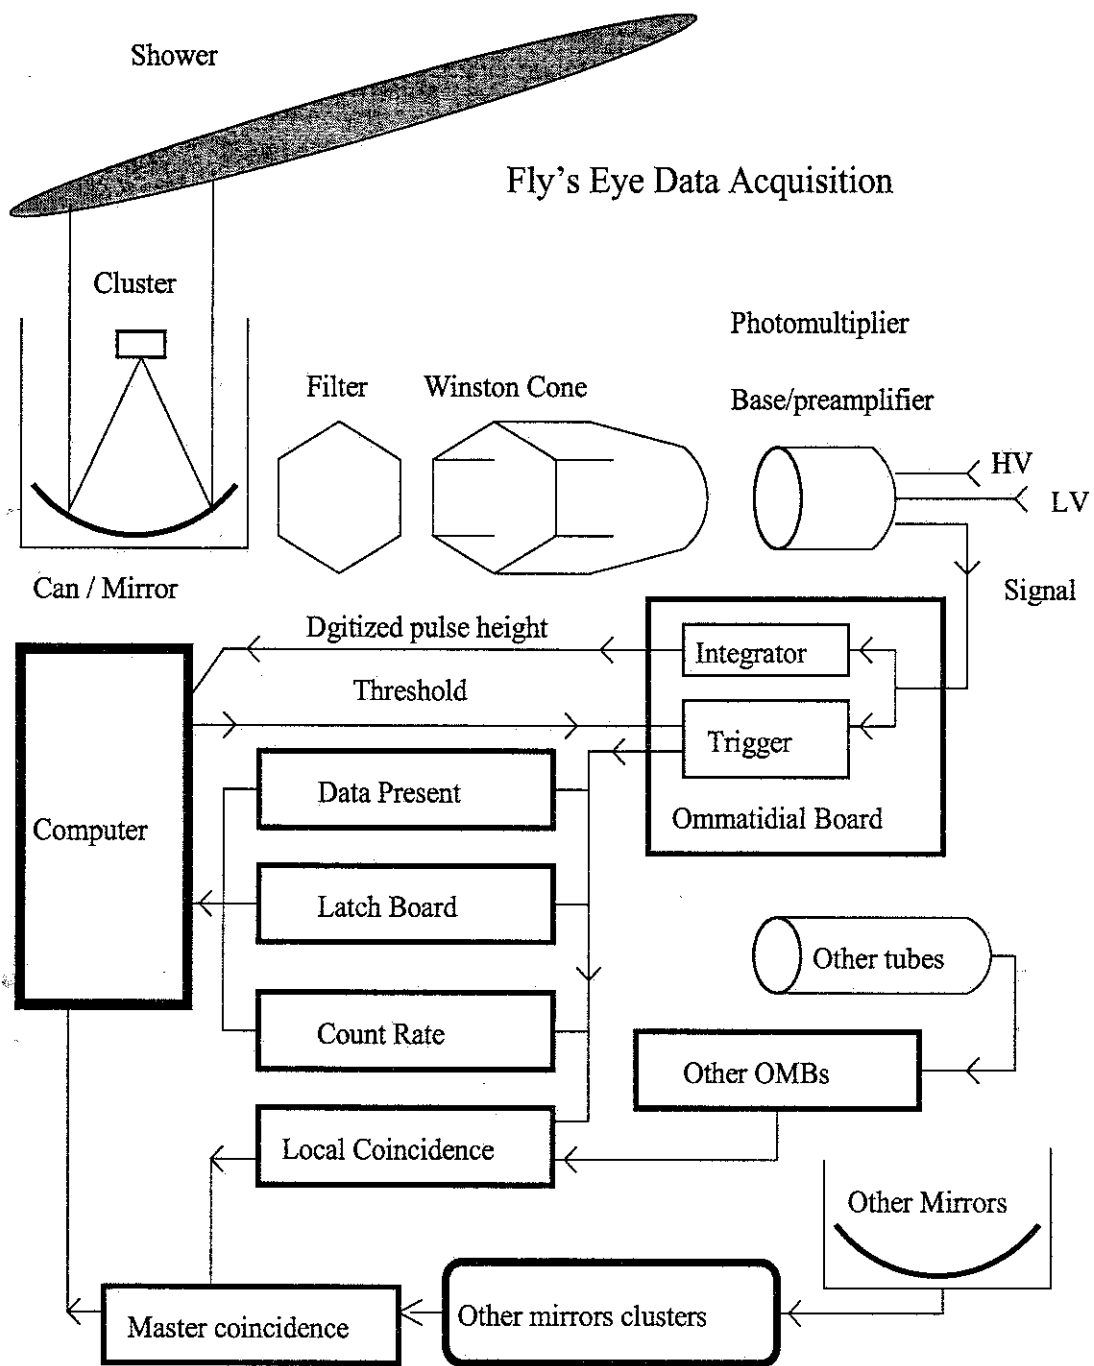 Shower
Fly's Eye Data Acquisition
Cluster
Photomultiplier
Filter
Winston Cone
Base/preamplifier
HV
LV
Can / Mirror
Signal
Dgitized pulse height
Integrator
Threshold
Trigger
Data Present
Computer
Ommatidial Board
Latch Board
Other tubes
Count Rate
Other OMBs
Local Coincidence
Other Mirrors
Other mirrors clusters
Master coincidence